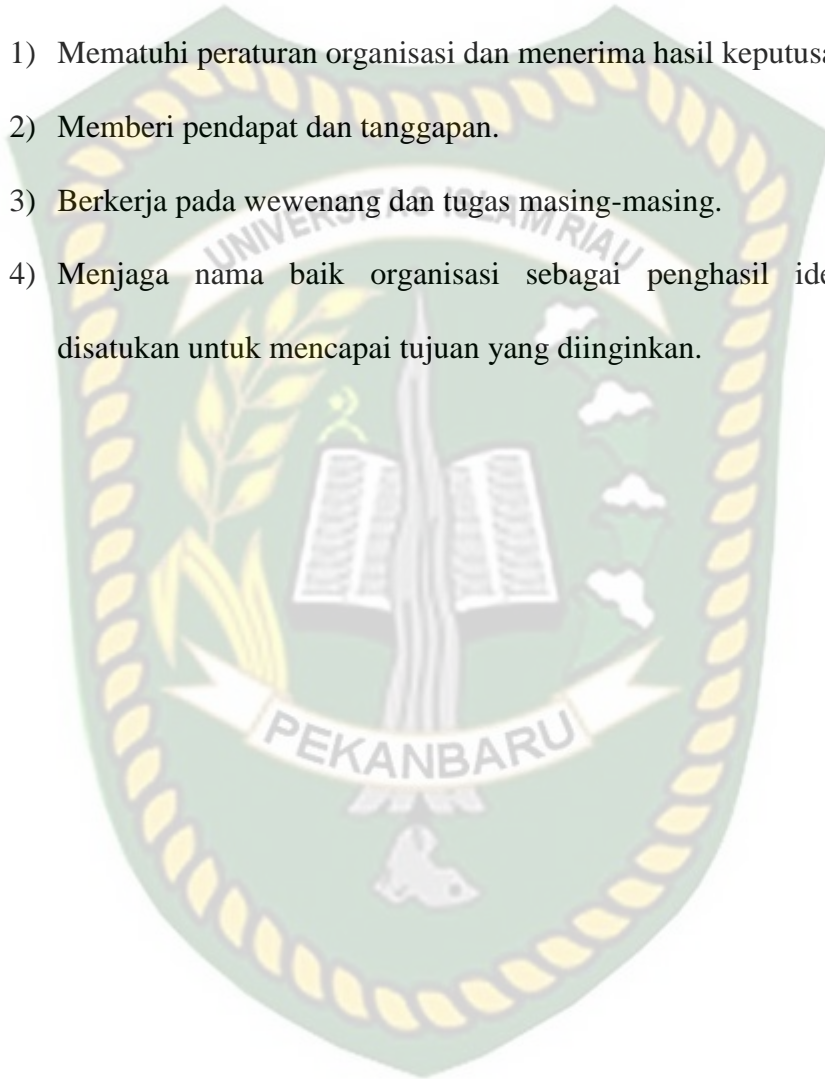 1) Mematuhi peraturan organisasi dan menerima hasil
2) Memberi pendapat dan tanggapan.
3) Berkerja pada wewenang dan tugas masing-masing.
UNIVERSITAS ISLAM RIAU
4) Menjaga nama baik organisasi sebagai penghasil
disatukan untuk mencapai tujuan yang diinginkan.
PEKANBARU